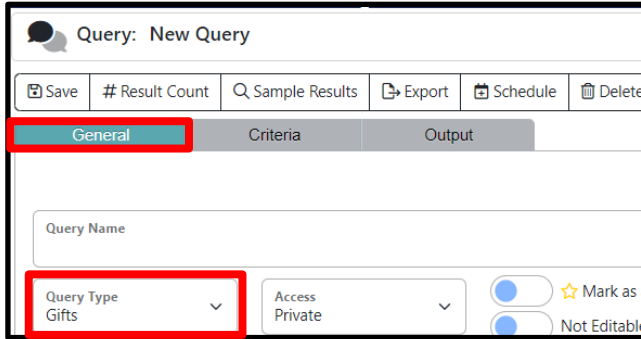 Query: New Query
Save # Result Count Sample Results Export Schedule Delete
General Criteria Output
Query Name
Query Type Access Mark as
Gifts Private Not Editable